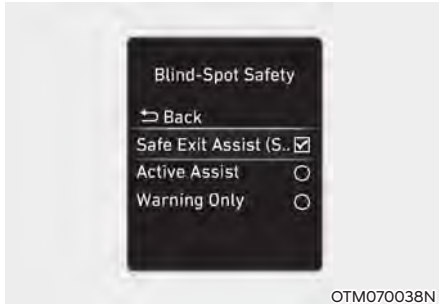 Blind-Spot Safety
⮌ Back
Safe Exit Assist (S..
Active Assist
Warning Only
OTM070038N